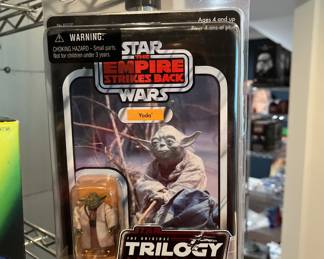 Ages 4 and up
WARNING:
CHOKING HAZARD - Small parts.
Not for children under 3 years.
STAR
THE
EMPIRE
STRIKES BACK
WARS
Yoda
STAR
THE ORIGINAL
TRILOGY